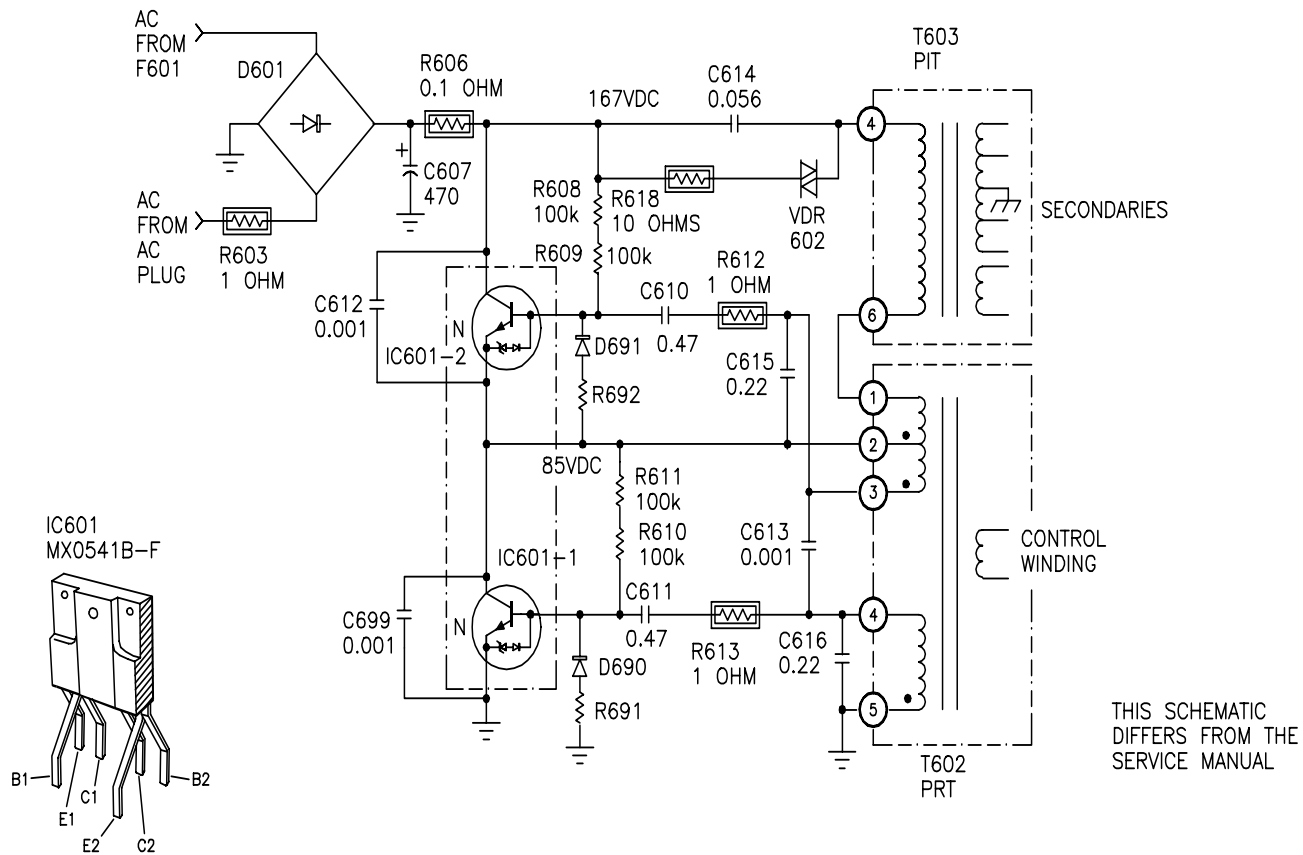 AC
FROM
F601
D601
R606
0.1 OHM
167VDC
C614
0.056
T603
PIT
4
+
C607
470
R608
100k
R618
10 OHMS
VDR
602
SECONDARIES
AC
FROM
AC
PLUG
R603
1 OHM
R609
100k
R612
1 OHM
C612
0.001
N
IC601-2
C610
0.47
D691
R692
C615
0.22
6
1
2
3
85VDC
R611
100k
R610
100k
C613
0.001
CONTROL
WINDING
IC601
MX0541B-F
IC601-1
C699
0.001
N
C611
0.47
D690
R691
R613
1 OHM
C616
0.22
4
5
T602
PRT
THIS SCHEMATIC
DIFFERS FROM THE
SERVICE MANUAL
B1
E1
C1
E2
C2
B2